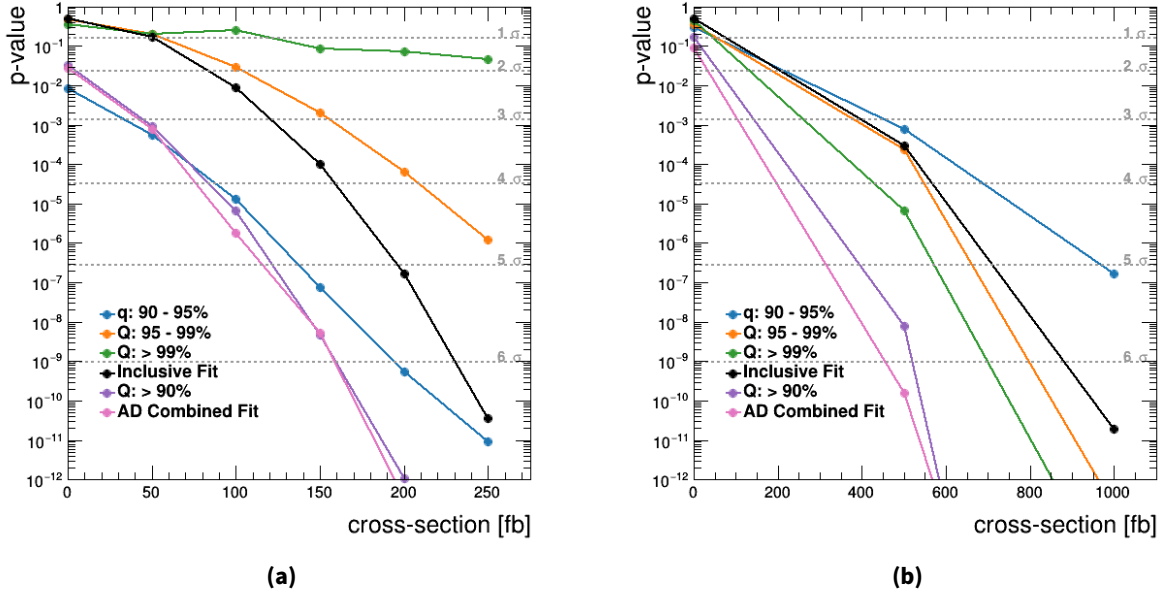 p-value
1
10⁻¹
10⁻²
10⁻³
10⁻⁴
10⁻⁵
10⁻⁶
10⁻⁷
10⁻⁸
10⁻⁹
10⁻¹⁰
10⁻¹¹
10⁻¹²
1 σ
2 σ
3 σ
4 σ
5 σ
6 σ
q: 90 - 95%
Q: 95 - 99%
Q: > 99%
Inclusive Fit
Q: > 90%
AD Combined Fit
0 50 100 150 200 250
cross-section [fb]
(a)
p-value
1
10⁻¹
10⁻²
10⁻³
10⁻⁴
10⁻⁵
10⁻⁶
10⁻⁷
10⁻⁸
10⁻⁹
10⁻¹⁰
10⁻¹¹
10⁻¹²
1 σ
2 σ
3 σ
4 σ
5 σ
6 σ
q: 90 - 95%
Q: 95 - 99%
Q: > 99%
Inclusive Fit
Q: > 90%
AD Combined Fit
0 200 400 600 800 1000
cross-section [fb]
(b)